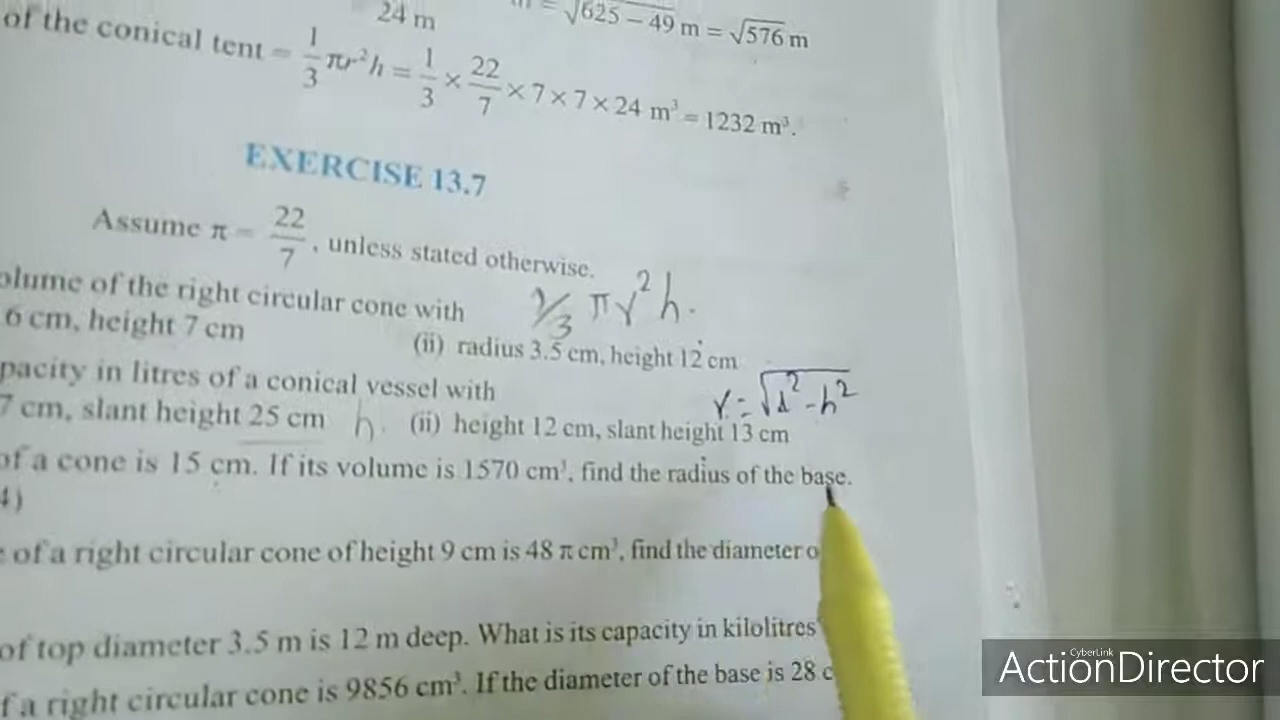 24 m = √625 – 49 m = √576 m
of the conical tent = 1/3 πr²h = 1/3 × 22/7 × 7 × 7 × 24 m³ = 1232 m³.
EXERCISE 13.7
Assume π = 22/7, unless stated otherwise.
of the right circular cone with 1/3 πr²h.
6 cm, height 7 cm (ii) radius 3.5 cm, height 12 cm
in litres of a conical vessel with r = √l² - h²
7 cm, slant height 25 cm h. (ii) height 12 cm, slant height 13 cm
of a cone is 15 cm. If its volume is 1570 cm³, find the radius of the base.
4)
of a right circular cone of height 9 cm is 48 π cm³, find the diameter o
of top diameter 3.5 m is 12 m deep. What is its capacity in kilolitres
f a right circular cone is 9856 cm³. If the diameter of the base is 28 c
CyberLink
ActionDirector